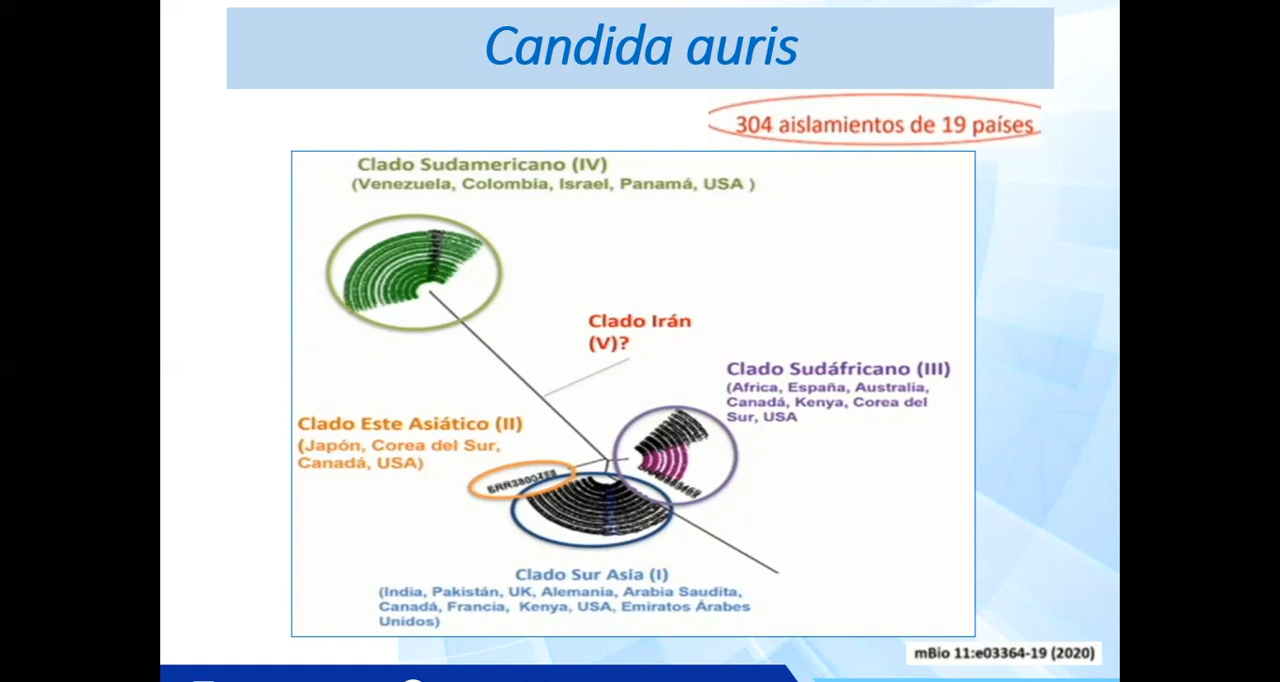 Candida auris
304 aislamientos de 19 países
Clado Sudamericano (IV)
(Venezuela, Colombia, Israel, Panamá, USA )
Clado Irán
(V)?
Clado Sudáfricano (III)
(Africa, España, Australia,
Canadá, Kenya, Corea del
Sur, USA
Clado Este Asiático (II)
(Japón, Corea del Sur,
Canadá, USA)
Clado Sur Asia (I)
(India, Pakistán, UK, Alemania, Arabia Saudita,
Canadá, Francia, Kenya, USA, Emiratos Árabes
Unidos)
mBio 11:e03364-19 (2020)